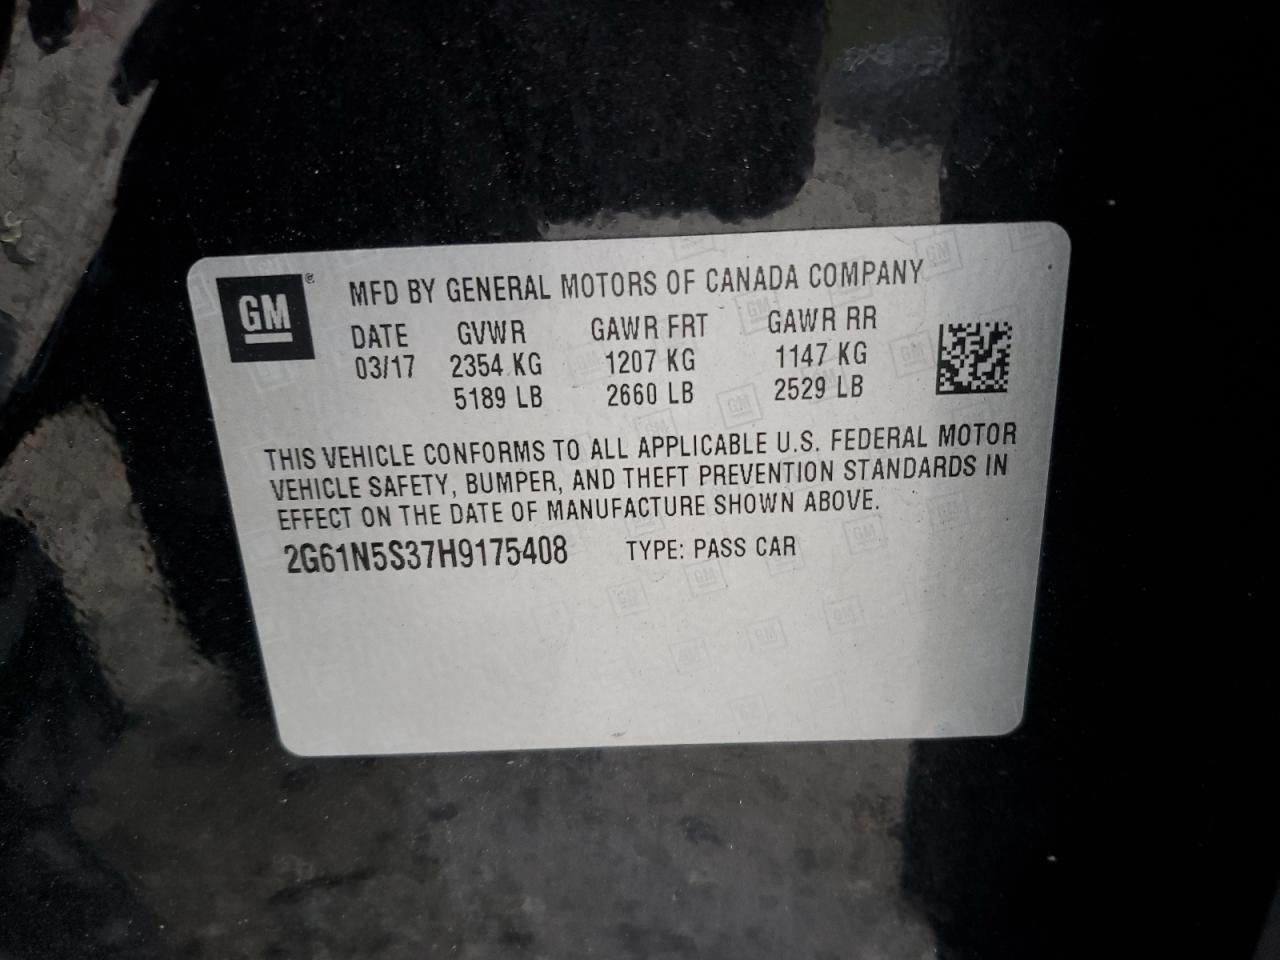 GM®
MFD BY GENERAL MOTORS OF CANADA COMPANY
DATE GVWR GAWR FRT GAWR RR
03/17 2354 KG 1207 KG 1147 KG
5189 LB 2660 LB 2529 LB
THIS VEHICLE CONFORMS TO ALL APPLICABLE U.S. FEDERAL MOTOR
VEHICLE SAFETY, BUMPER, AND THEFT PREVENTION STANDARDS IN
EFFECT ON THE DATE OF MANUFACTURE SHOWN ABOVE.
2G61N5S37H9175408 TYPE: PASS CAR